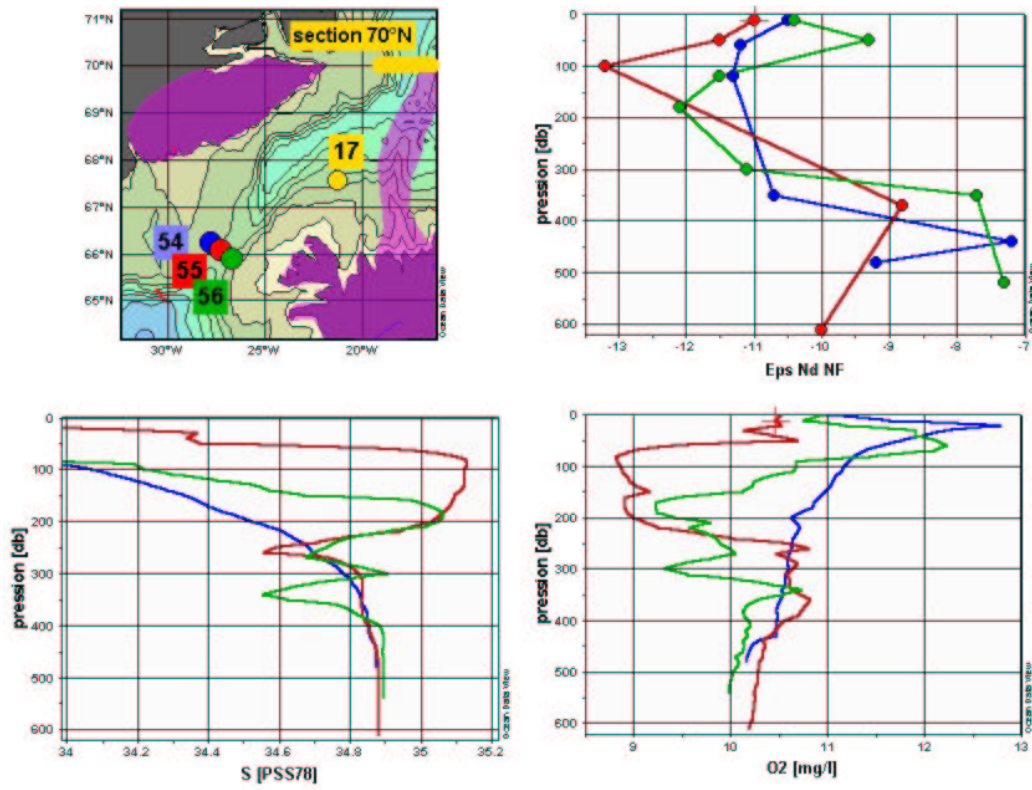 71°N
section 70°N
70°N
69°N
17
68°N
67°N
54
66°N
55
56
65°N
30°W
25°W
20°W
Ocean Data View
0
100
200
300
400
500
600
pression [db]
-13
-12
-11
-10
-9
-8
-7
Eps Nd NF
Ocean Data View
0
100
200
300
400
500
600
pression [db]
34
34.2
34.4
34.6
34.8
35
35.2
S [PSS78]
Ocean Data View
0
100
200
300
400
500
600
pression [db]
9
10
11
12
13
O2 [mg/l]
Ocean Data View